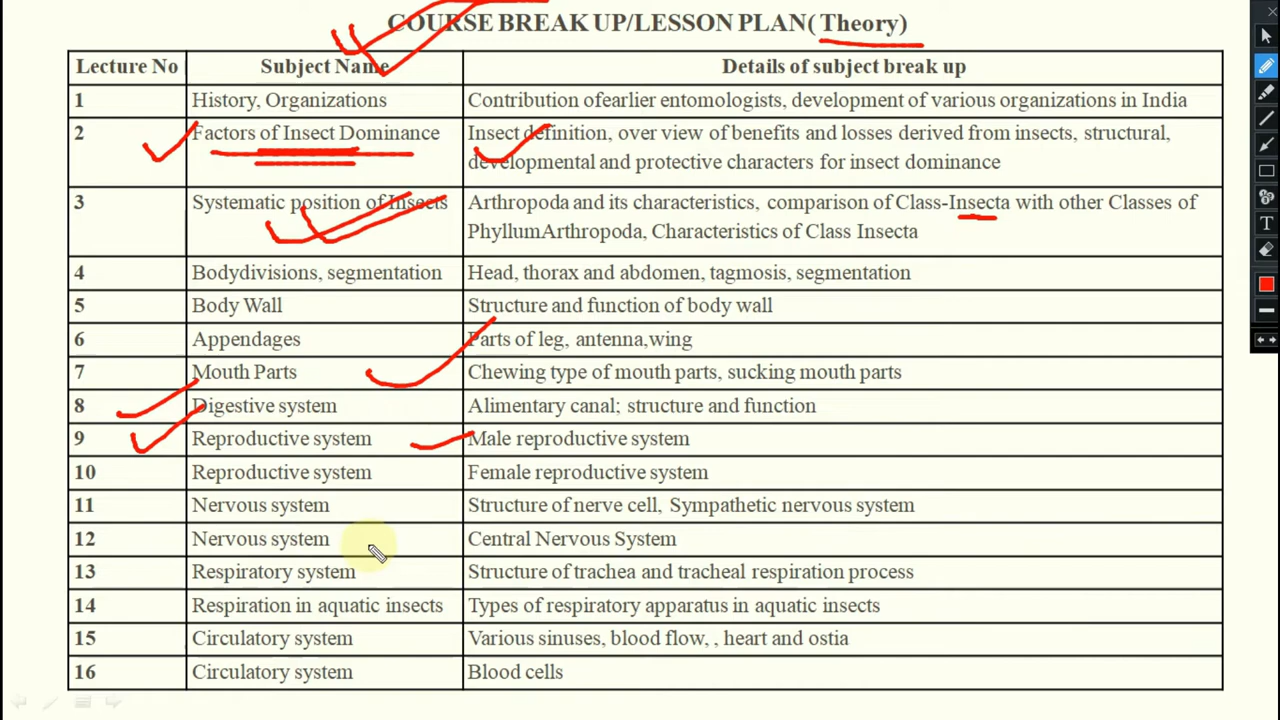 COURSE BREAK UP/LESSON PLAN( Theory)
Lecture No Subject Name Details of subject break up
1 History, Organizations Contribution ofearlier entomologists, development of various organizations in India
2 Factors of Insect Dominance Insect definition, over view of benefits and losses derived from insects, structural,
developmental and protective characters for insect dominance
3 Systematic position of Insects Arthropoda and its characteristics, comparison of Class-Insecta with other Classes of
PhyllumArthropoda, Characteristics of Class Insecta
4 Bodydivisions, segmentation Head, thorax and abdomen, tagmosis, segmentation
5 Body Wall Structure and function of body wall
6 Appendages Parts of leg, antenna,wing
7 Mouth Parts Chewing type of mouth parts, sucking mouth parts
8 Digestive system Alimentary canal; structure and function
9 Reproductive system Male reproductive system
10 Reproductive system Female reproductive system
11 Nervous system Structure of nerve cell, Sympathetic nervous system
12 Nervous system Central Nervous System
13 Respiratory system Structure of trachea and tracheal respiration process
14 Respiration in aquatic insects Types of respiratory apparatus in aquatic insects
15 Circulatory system Various sinuses, blood flow, , heart and ostia
16 Circulatory system Blood cells